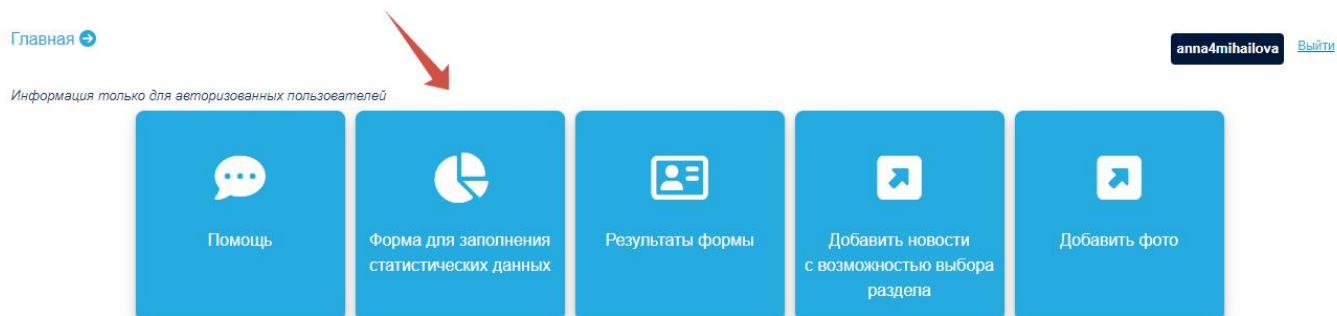 Главная
anna4mihailova
Выйти
Информация только для авторизованных пользователей
Помощь
Форма для заполнения
статистических данных
Результаты формы
Добавить новости
с возможностью выбора
раздела
Добавить фото